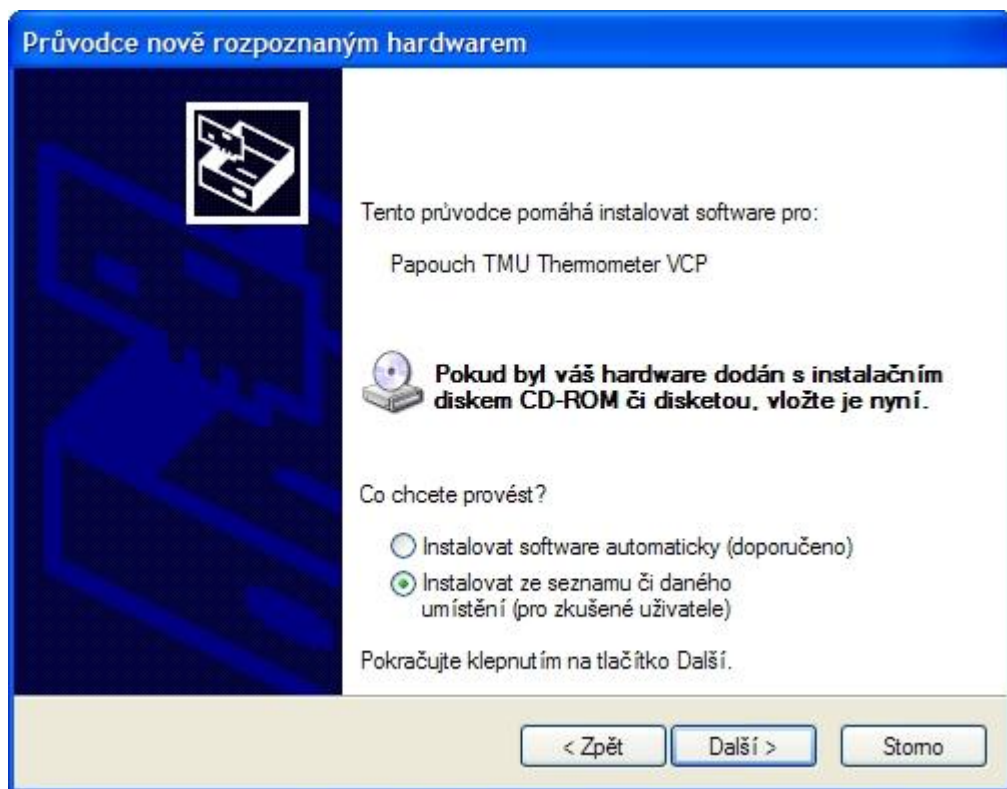 Průvodce nově rozpoznaným hardwarem
Tento průvodce pomáhá instalovat software pro:
Papouch TMU Thermometer VCP
Pokud byl váš hardware dodán s instalačním
diskem CD-ROM či disketou, vložte je nyní.
Co chcete provést?
Instalovat software automaticky (doporučeno)
Instalovat ze seznamu či daného
umístění (pro zkušené uživatele)
Pokračujte klepnutím na tlačítko Další.
< Zpět
Další >
Storno